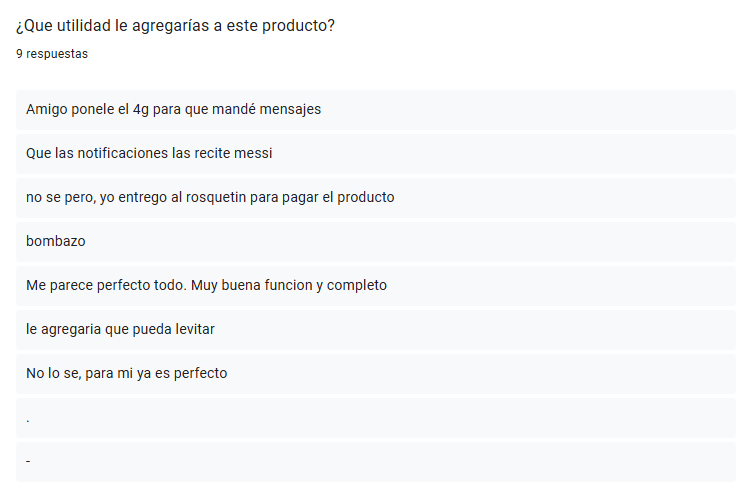 ¿Que utilidad le agregarías a este producto?
9 respuestas
Amigo ponele el 4g para que mandé mensajes
Que las notificaciones las recite messi
no se pero, yo entrego al rosquetin para pagar el producto
bombazo
Me parece perfecto todo. Muy buena funcion y completo
le agregaria que pueda levitar
No lo se, para mi ya es perfecto
.
-